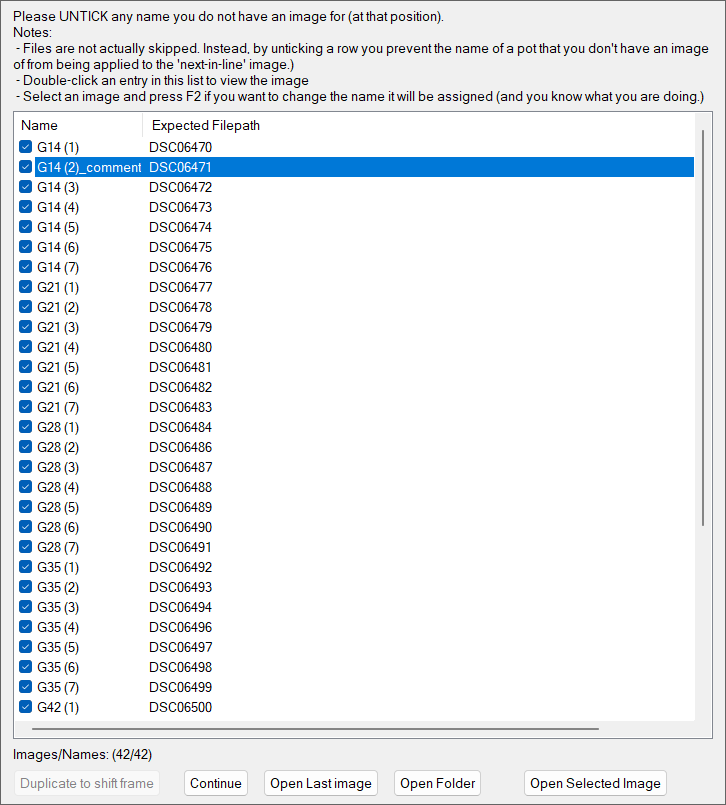 Please UNTICK any name you do not have an image for (at that position).
Notes:
- Files are not actually skipped. Instead, by unticking a row you prevent the name of a pot that you don't have an image
of from being applied to the 'next-in-line' image.)
- Double-click an entry in this list to view the image
- Select an image and press F2 if you want to change the name it will be assigned (and you know what you are doing.)
Name Expected Filepath
G14 (1) DSC06470
G14 (2)_comment DSC06471
G14 (3) DSC06472
G14 (4) DSC06473
G14 (5) DSC06474
G14 (6) DSC06475
G14 (7) DSC06476
G21 (1) DSC06477
G21 (2) DSC06478
G21 (3) DSC06479
G21 (4) DSC06480
G21 (5) DSC06481
G21 (6) DSC06482
G21 (7) DSC06483
G28 (1) DSC06484
G28 (2) DSC06486
G28 (3) DSC06487
G28 (4) DSC06488
G28 (5) DSC06489
G28 (6) DSC06490
G28 (7) DSC06491
G35 (1) DSC06492
G35 (2) DSC06493
G35 (3) DSC06494
G35 (4) DSC06496
G35 (5) DSC06497
G35 (6) DSC06498
G35 (7) DSC06499
G42 (1) DSC06500
Images/Names: (42/42)
Duplicate to shift frame Continue Open Last image Open Folder Open Selected Image